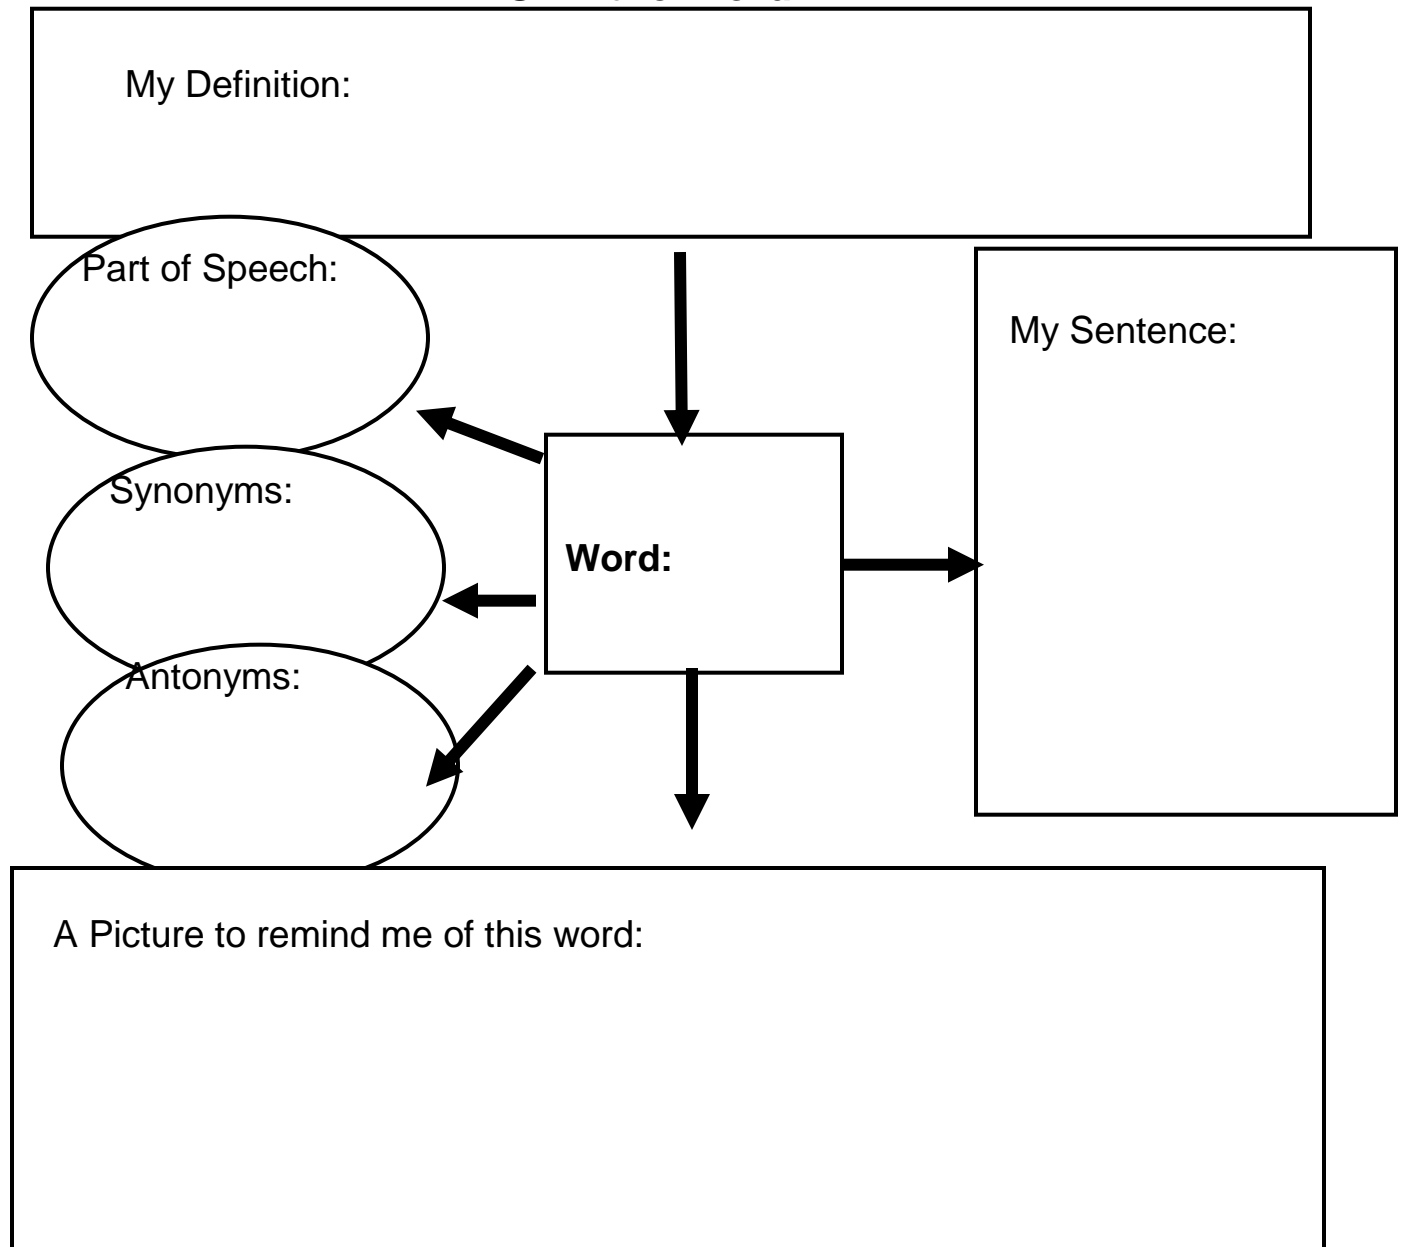 My Definition:
Part of Speech:
My Sentence:
Synonyms:
Word:
Antonyms:
A Picture to remind me of this word: